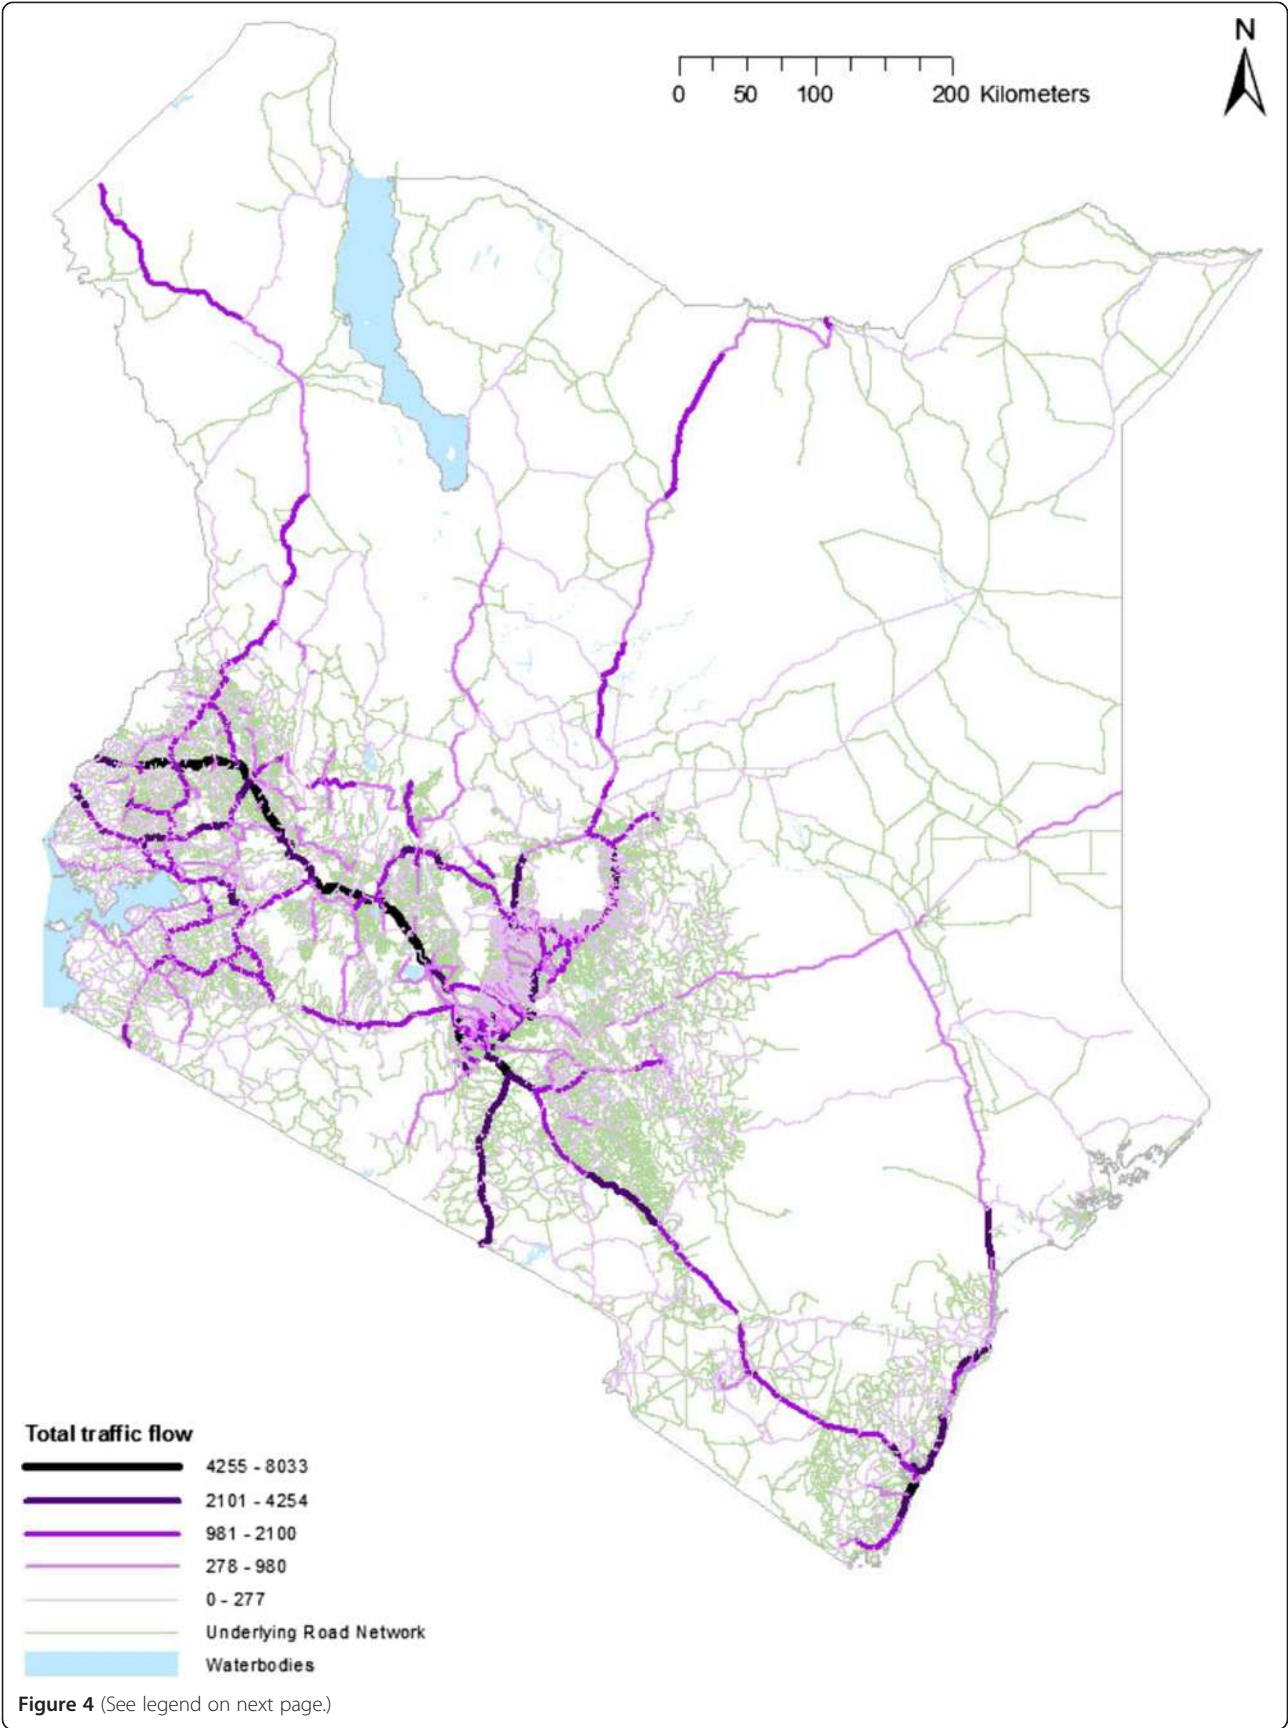 N
0 50 100 200 Kilometers
Total traffic flow
4255 - 8033
2101 - 4254
981 - 2100
278 - 980
0 - 277
Underlying Road Network
Waterbodies
Figure 4 (See legend on next page.)